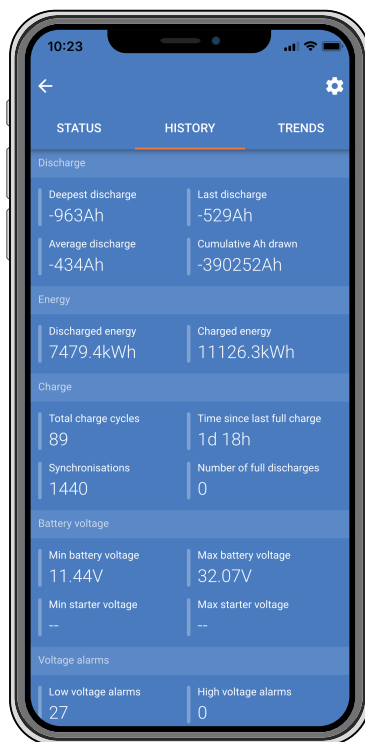 10:23
STATUS HISTORY TRENDS
Discharge
Deepest discharge Last discharge
-963Ah -529Ah
Average discharge Cumulative Ah drawn
-434Ah -390252Ah
Energy
Discharged energy Charged energy
7479.4kWh 11126.3kWh
Charge
Total charge cycles Time since last full charge
89 1d 18h
Synchronisations Number of full discharges
1440 0
Battery voltage
Min battery voltage Max battery voltage
11.44V 32.07V
Min starter voltage Max starter voltage
-- --
Voltage alarms
Low voltage alarms High voltage alarms
27 0